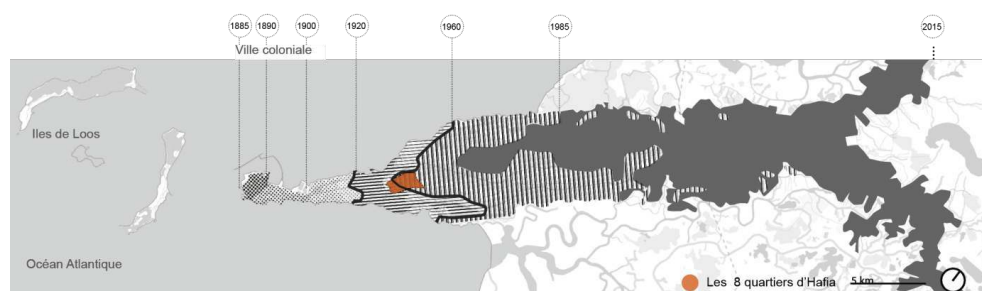 1885 1890 1900 1920 1960 1985 2015
Ville coloniale
Iles de Loos
Océan Atlantique
Les 8 quartiers d'Hafia 5 km